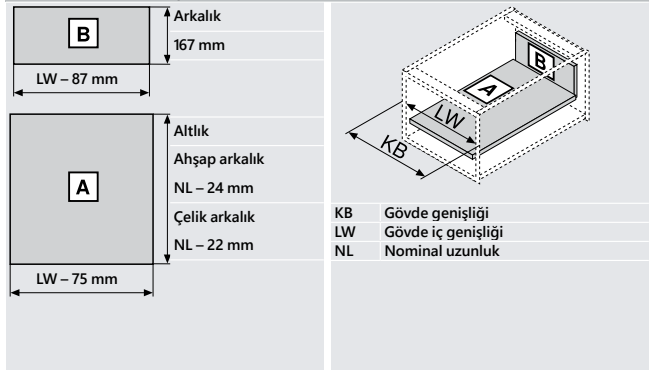 B
Arkalık
167 mm
LW – 87 mm
A
Altlık
Ahşap arkalık
NL – 24 mm
Çelik arkalık
NL – 22 mm
LW – 75 mm
B
A
LW
KB
KB Gövde genişliği
LW Gövde iç genişliği
NL Nominal uzunluk